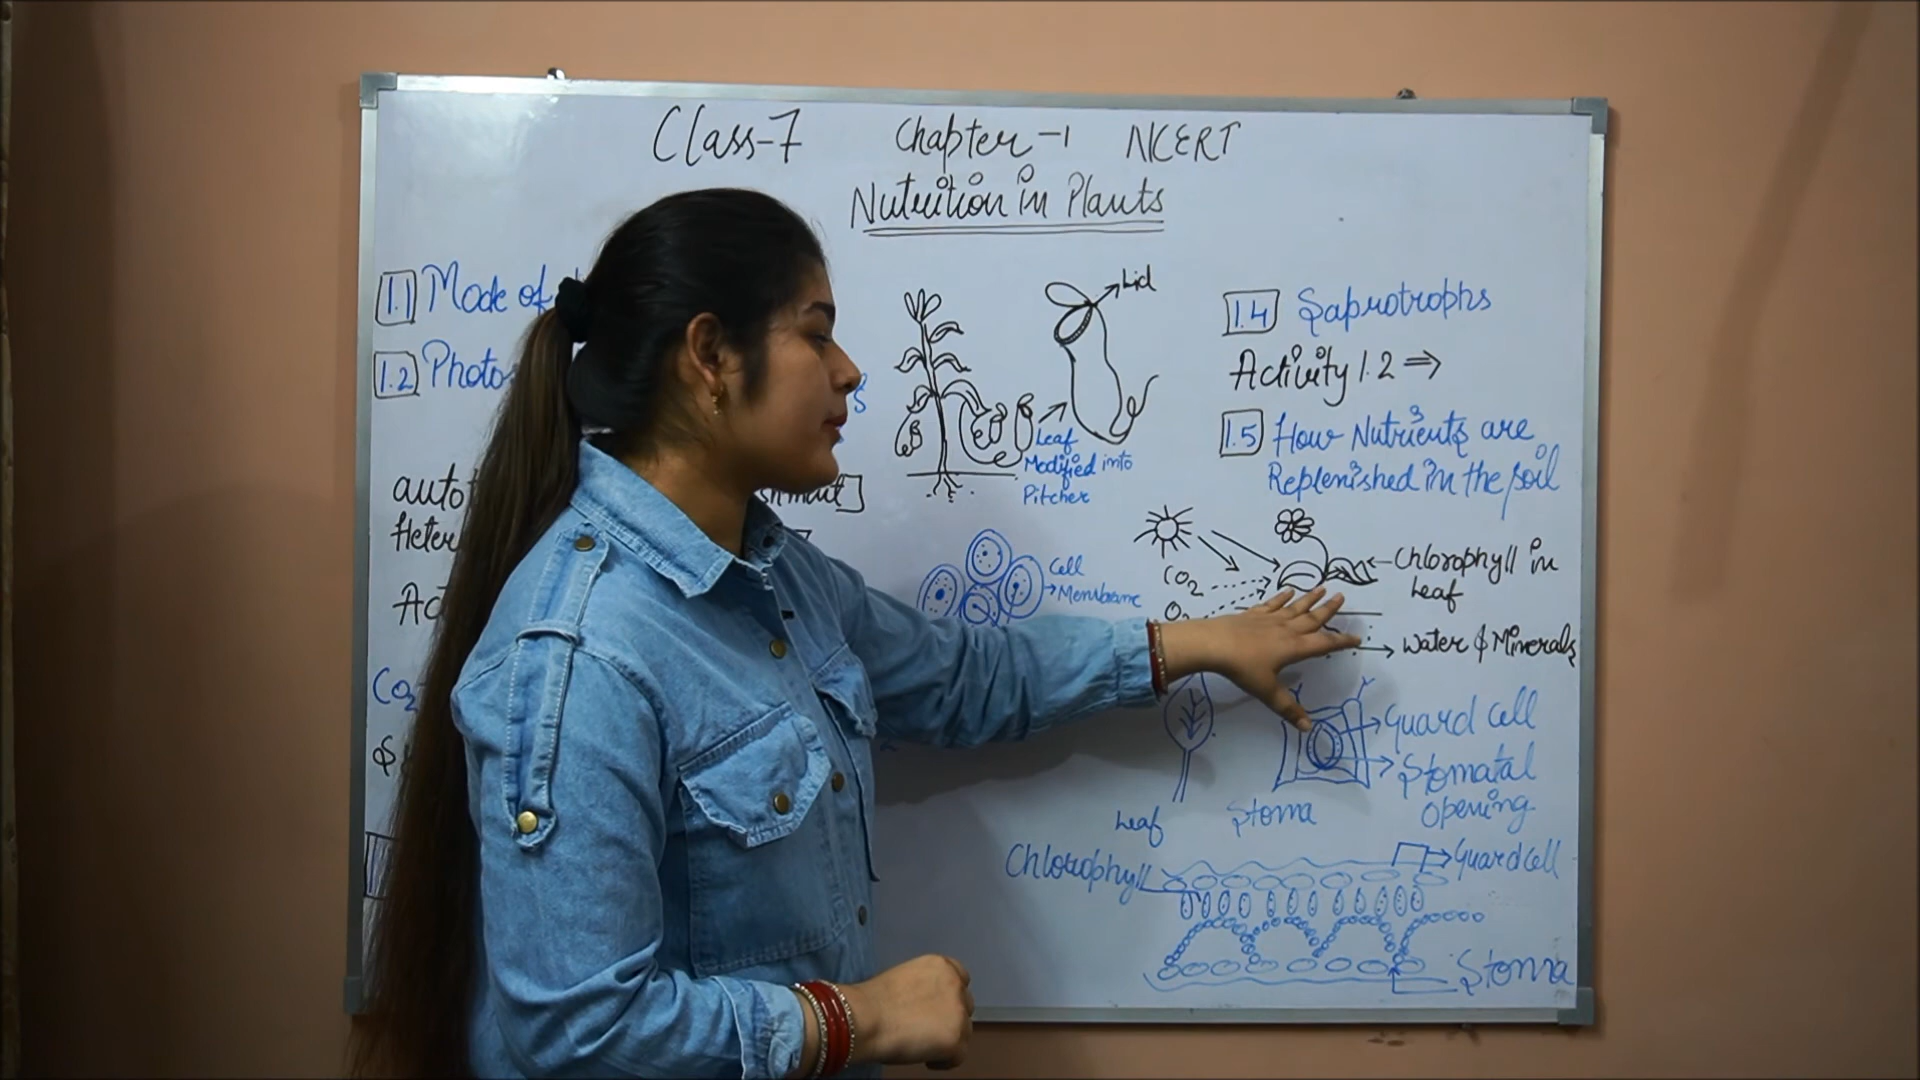 Class-7 Chapter-1 NCERT
Nutrition in Plants
1.1 Mode of
1.2 Photos
auto
Heter
Ac
CO2
Lid
Leaf
Modified into
Pitcher
Cell
Membrane
1.4 Saprotrophs
Activity 1.2 ⇒
1.5 How Nutrients are
Replenished in the soil
CO2
O2
Chlorophyll in
Leaf
Water & Minerals
Guard cell
Stomatal
opening
Leaf
Stoma
Chlorophyll
Guard cell
Stoma